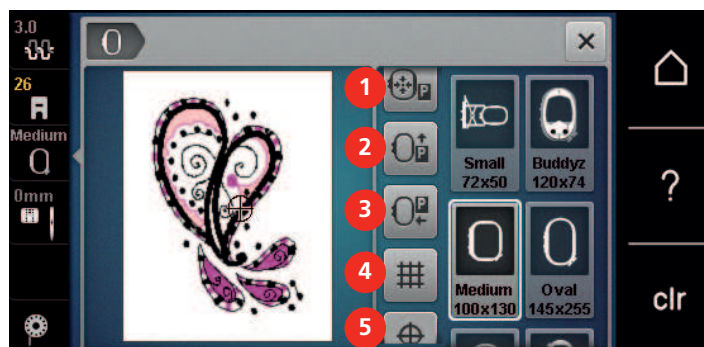 3.0
26
Medium
0mm
1
P
2
P
3
P
4
5
Small
72x50
Buddyz
120x74
Medium
100x130
Oval
145x255
?
clr